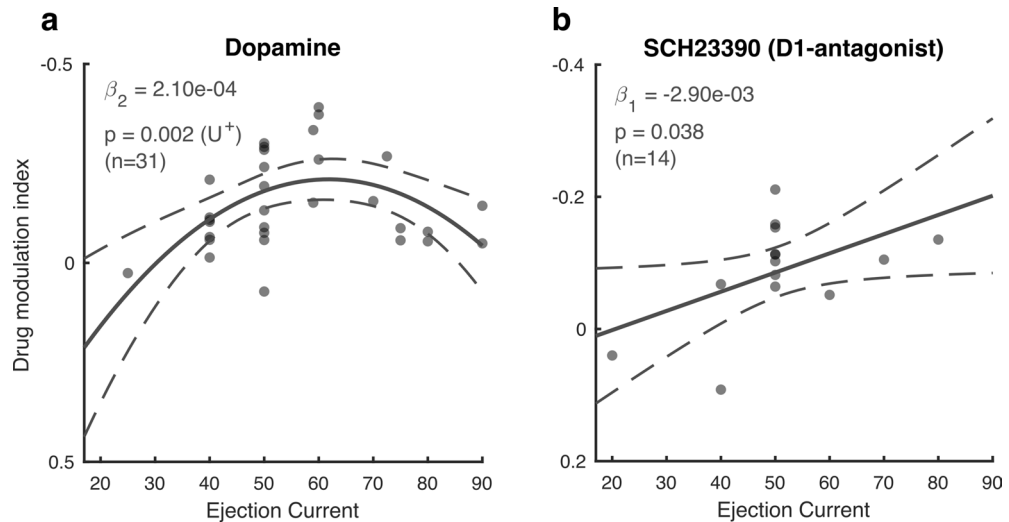 a
Dopamine
-0.5
β2 = 2.10e-04
p = 0.002 (U+)
(n=31)
0
0.5
Drug modulation index
20 30 40 50 60 70 80 90
Ejection Current
b
SCH23390 (D1-antagonist)
-0.4
β1 = -2.90e-03
p = 0.038
(n=14)
-0.2
0
0.2
20 30 40 50 60 70 80 90
Ejection Current